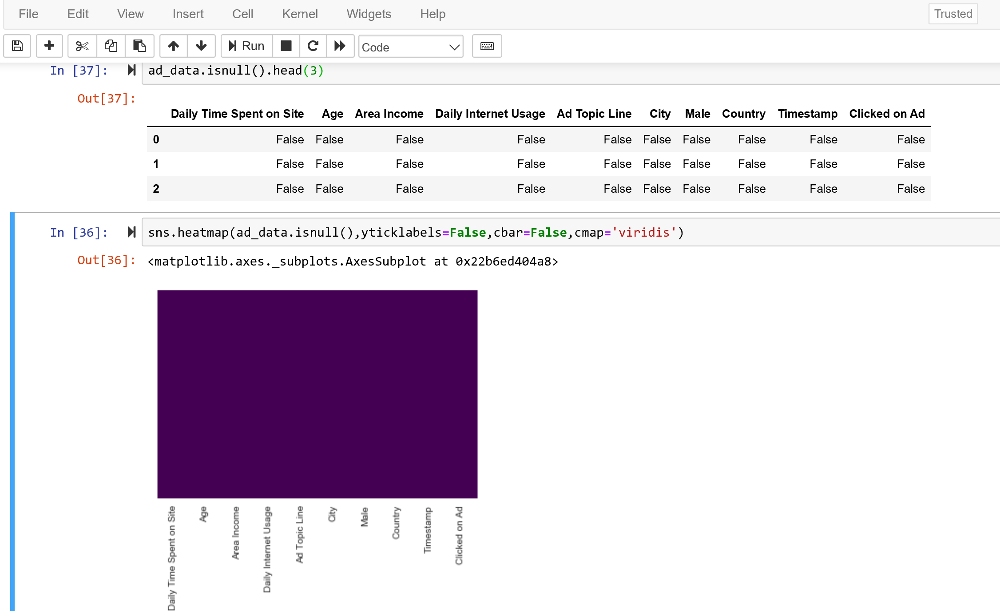 File Edit View Insert Cell Kernel Widgets Help Trusted
Run Code
In [37]: ad_data.isnull().head(3)
Out[37]:
Daily Time Spent on Site Age Area Income Daily Internet Usage Ad Topic Line City Male Country Timestamp Clicked on Ad
0 False False False False False False False False False False
1 False False False False False False False False False False
2 False False False False False False False False False False
In [36]: sns.heatmap(ad_data.isnull(),yticklabels=False,cbar=False,cmap='viridis')
Out[36]: <matplotlib.axes._subplots.AxesSubplot at 0x22b6ed404a8>
Daily Time Spent on Site
Age
Area Income
Daily Internet Usage
Ad Topic Line
City
Male
Country
Timestamp
Clicked on Ad